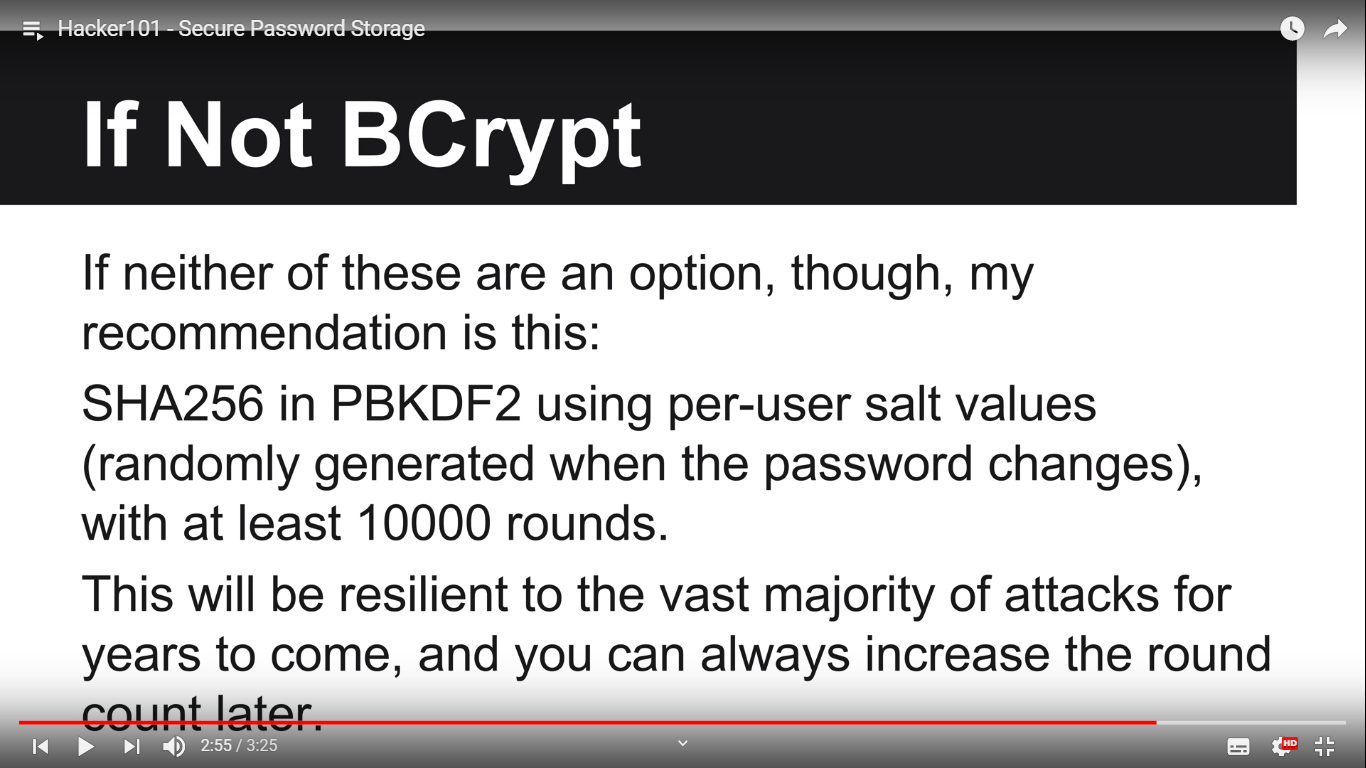 Hacker101 - Secure Password Storage
If Not BCrypt
If neither of these are an option, though, my
recommendation is this:
SHA256 in PBKDF2 using per-user salt values
(randomly generated when the password changes),
with at least 10000 rounds.
This will be resilient to the vast majority of attacks for
years to come, and you can always increase the round
count later.
2:55 / 3:25
HD